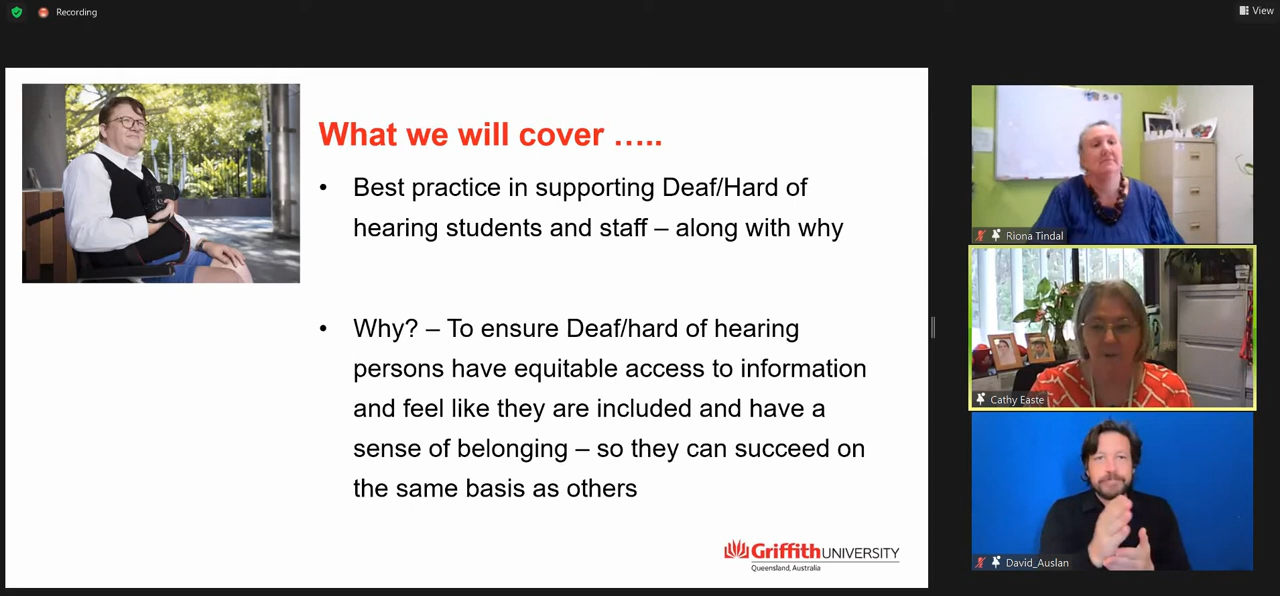 Recording
View
What we will cover …..
• Best practice in supporting Deaf/Hard of
hearing students and staff – along with why
• Why? – To ensure Deaf/hard of hearing
persons have equitable access to information
and feel like they are included and have a
sense of belonging – so they can succeed on
the same basis as others
Griffith UNIVERSITY
Queensland, Australia
Riona Tindal
Cathy Easte
David_Auslan